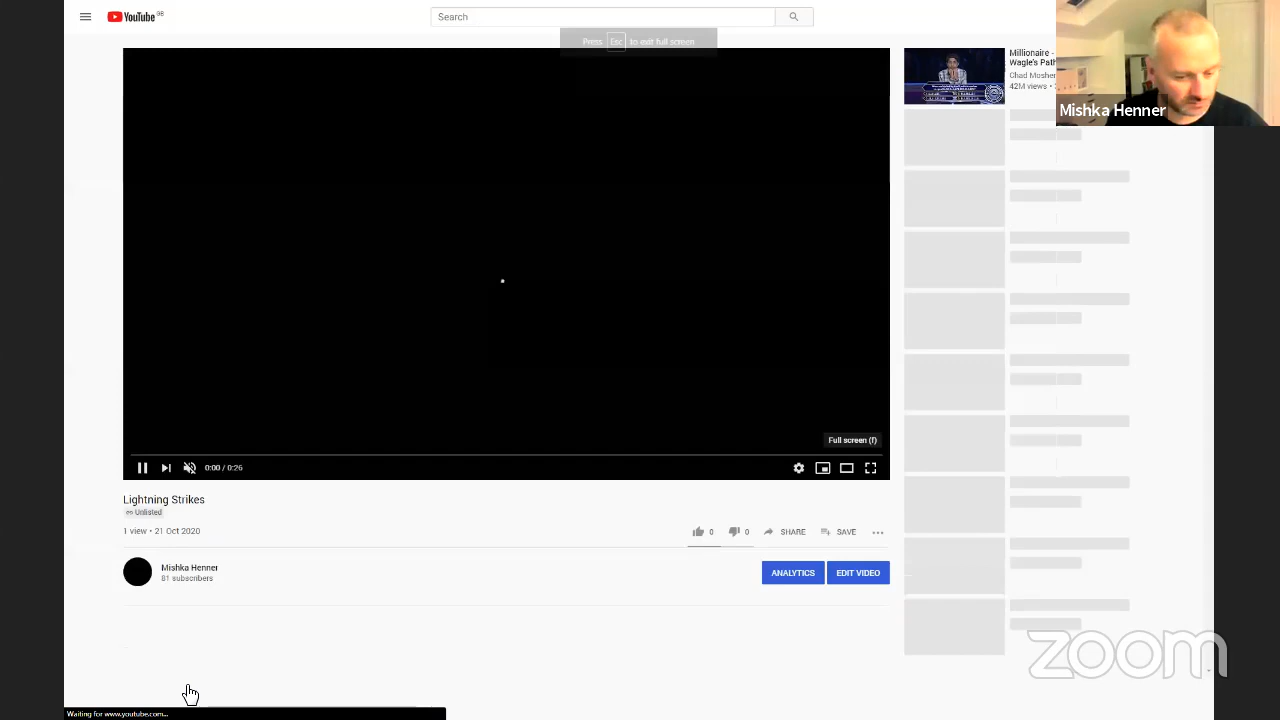 YouTube GB
Search
Press Esc to exit full screen
Millionaire -
Wagle's Path
Chad Mosher
42M views •
Mishka Henner
Full screen (f)
0:00 / 0:26
Lightning Strikes
Unlisted
1 view • 21 Oct 2020
0
0
SHARE
SAVE
Mishka Henner
81 subscribers
ANALYTICS
EDIT VIDEO
zoom
Waiting for www.youtube.com...